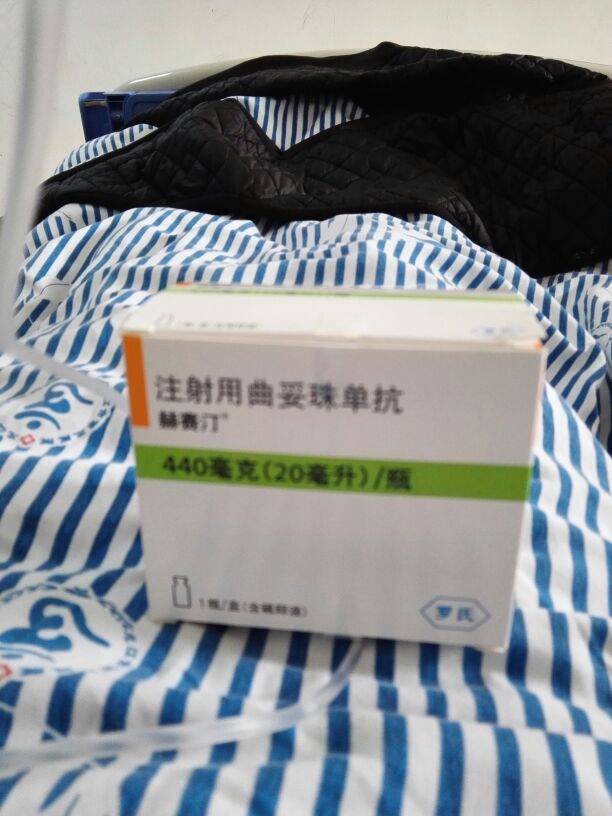 注射用曲妥珠单抗
赫赛汀
440毫克(20毫升)/瓶
1瓶/盒(含稀释液)
罗氏